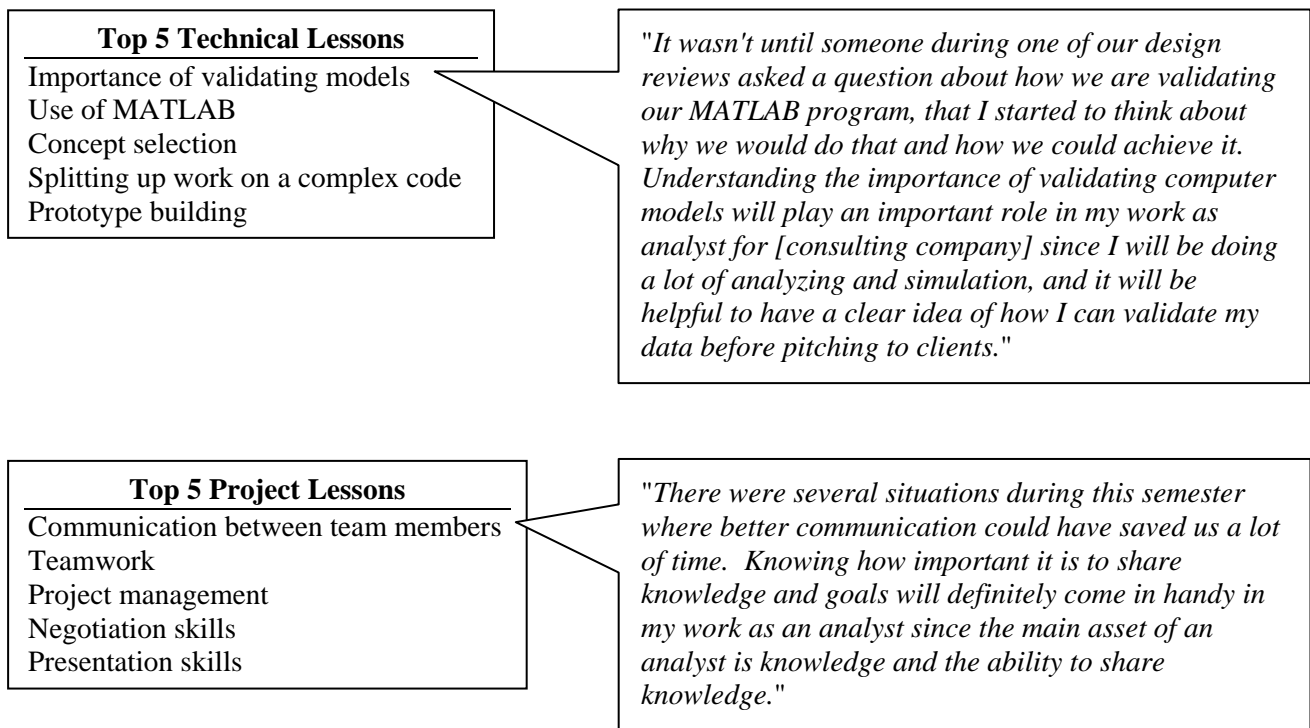 Top 5 Technical Lessons
Importance of validating models
Use of MATLAB
Concept selection
Splitting up work on a complex code
Prototype building
"It wasn't until someone during one of our design
reviews asked a question about how we are validating
our MATLAB program, that I started to think about
why we would do that and how we could achieve it.
Understanding the importance of validating computer
models will play an important role in my work as
analyst for [consulting company] since I will be doing
a lot of analyzing and simulation, and it will be
helpful to have a clear idea of how I can validate my
data before pitching to clients."
Top 5 Project Lessons
Communication between team members
Teamwork
Project management
Negotiation skills
Presentation skills
"There were several situations during this semester
where better communication could have saved us a lot
of time.  Knowing how important it is to share
knowledge and goals will definitely come in handy in
my work as an analyst since the main asset of an
analyst is knowledge and the ability to share
knowledge."